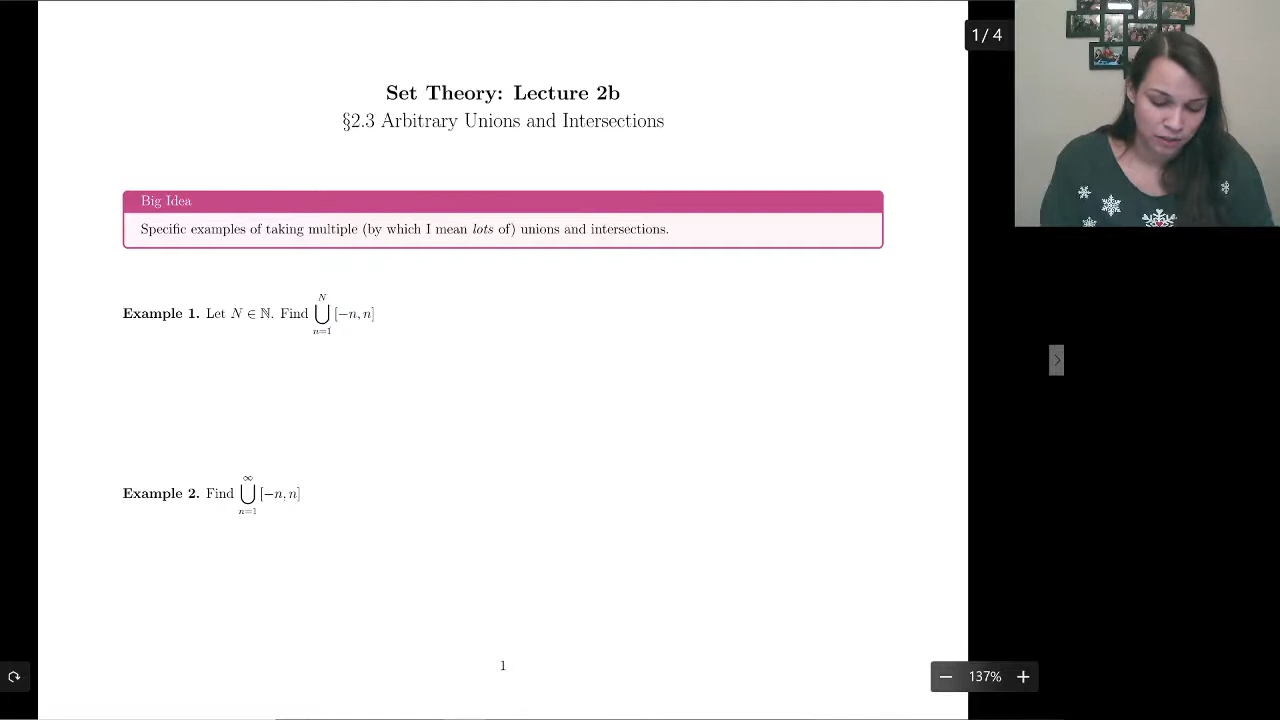 1 / 4
Set Theory: Lecture 2b
§2.3 Arbitrary Unions and Intersections
Big Idea
Specific examples of taking multiple (by which I mean lots of) unions and intersections.
Example 1. Let N ∈ ℕ. Find ⋃_{n=1}^{N} [−n, n]
Example 2. Find ⋃_{n=1}^{∞} [−n, n]
1
137%